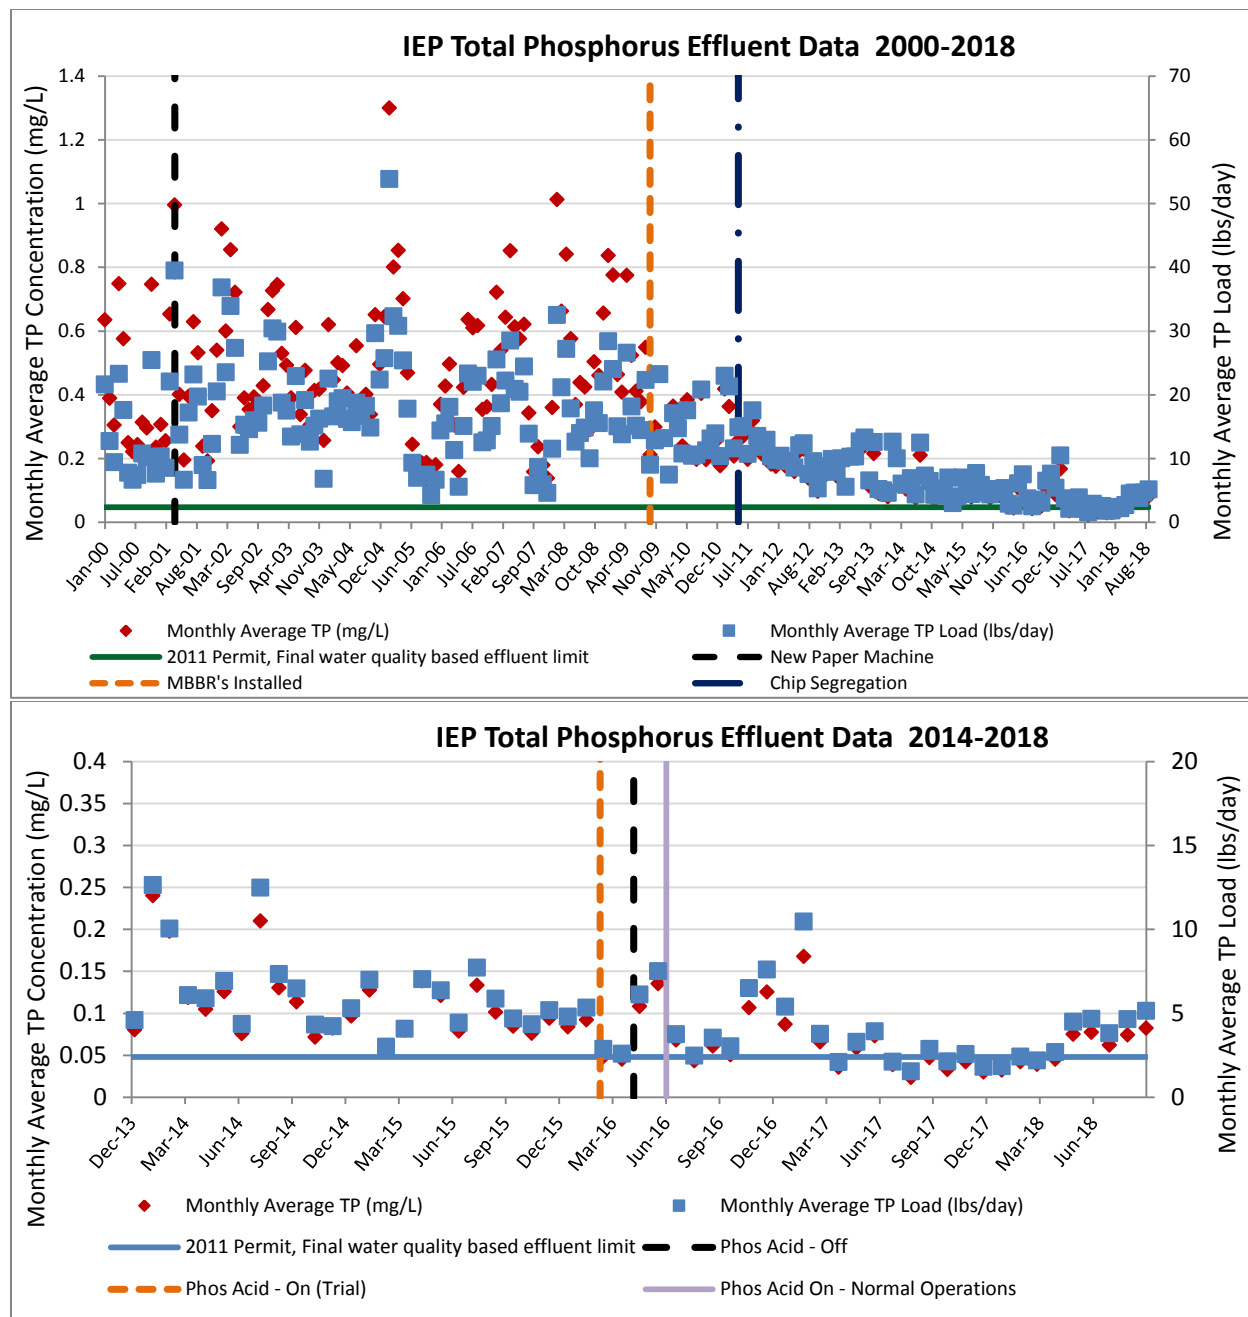 IEP Total Phosphorus Effluent Data 2000-2018
Monthly Average TP Concentration (mg/L)
1.4
1.2
1
0.8
0.6
0.4
0.2
0
70
60
50
40
30
20
10
0
Monthly Average TP Load (lbs/day)
Jan-00
Jul-00
Feb-01
Aug-01
Mar-02
Sep-02
Apr-03
Nov-03
May-04
Dec-04
Jun-05
Jan-06
Jul-06
Feb-07
Sep-07
Mar-08
Oct-08
Apr-09
Nov-09
May-10
Dec-10
Jul-11
Jan-12
Aug-12
Feb-13
Sep-13
Mar-14
Oct-14
May-15
Nov-15
Jun-16
Dec-16
Jul-17
Jan-18
Aug-18
Monthly Average TP (mg/L)
Monthly Average TP Load (lbs/day)
2011 Permit, Final water quality based effluent limit
New Paper Machine
MBBR's Installed
Chip Segregation
IEP Total Phosphorus Effluent Data 2014-2018
Monthly Average TP Concentration (mg/L)
0.4
0.35
0.3
0.25
0.2
0.15
0.1
0.05
0
20
15
10
5
0
Monthly Average TP Load (lbs/day)
Dec-13
Mar-14
Jun-14
Sep-14
Dec-14
Mar-15
Jun-15
Sep-15
Dec-15
Mar-16
Jun-16
Sep-16
Dec-16
Mar-17
Jun-17
Sep-17
Dec-17
Mar-18
Jun-18
Monthly Average TP (mg/L)
Monthly Average TP Load (lbs/day)
2011 Permit, Final water quality based effluent limit
Phos Acid - Off
Phos Acid - On (Trial)
Phos Acid On - Normal Operations